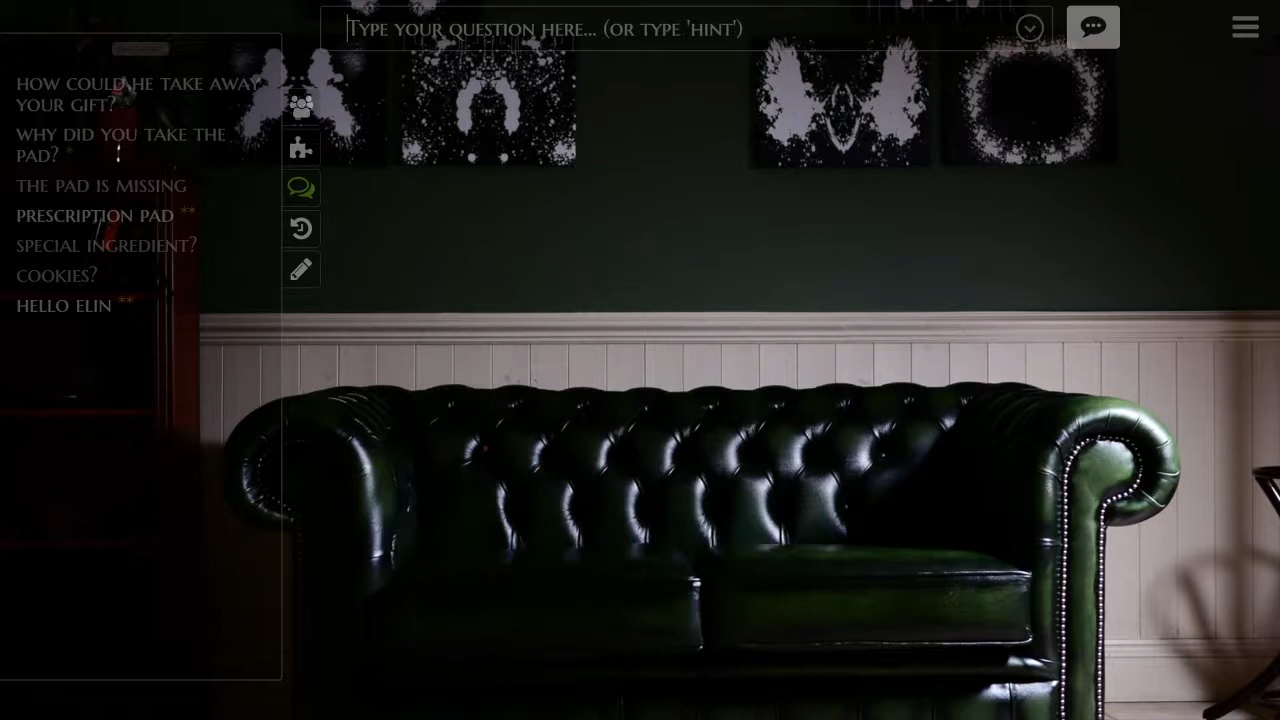 Type your question here... (or type 'hint')
HOW COULD HE TAKE AWAY
YOUR GIFT?
WHY DID YOU TAKE THE
PAD? *
THE PAD IS MISSING
PRESCRIPTION PAD **
SPECIAL INGREDIENT?
COOKIES?
HELLO ELIN **